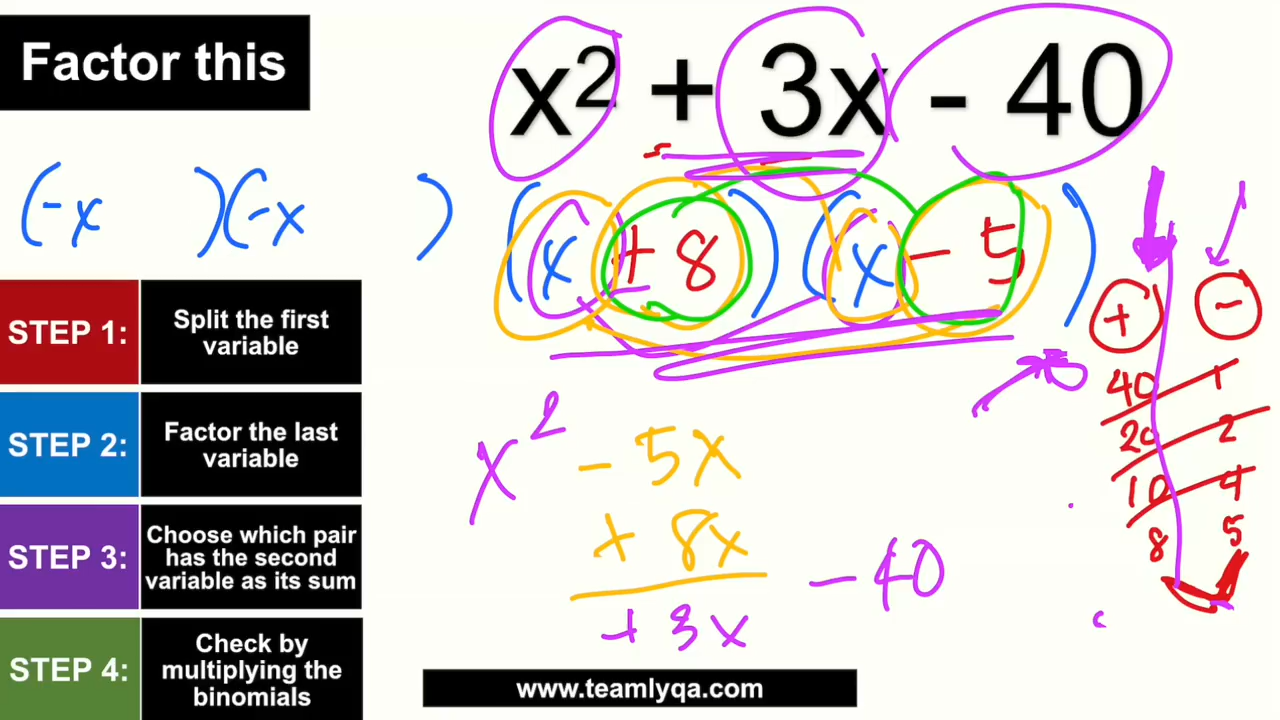 Factor this
x² + 3x - 40
(-x )(-x )
(x + 8)(x - 5)
STEP 1:
Split the first
variable
STEP 2:
Factor the last
variable
STEP 3:
Choose which pair
has the second
variable as its sum
STEP 4:
Check by
multiplying the
binomials
x² - 5x
+ 8x
+ 3x - 40
+ -
40 1
20 2
10 4
8 5
www.teamlyqa.com